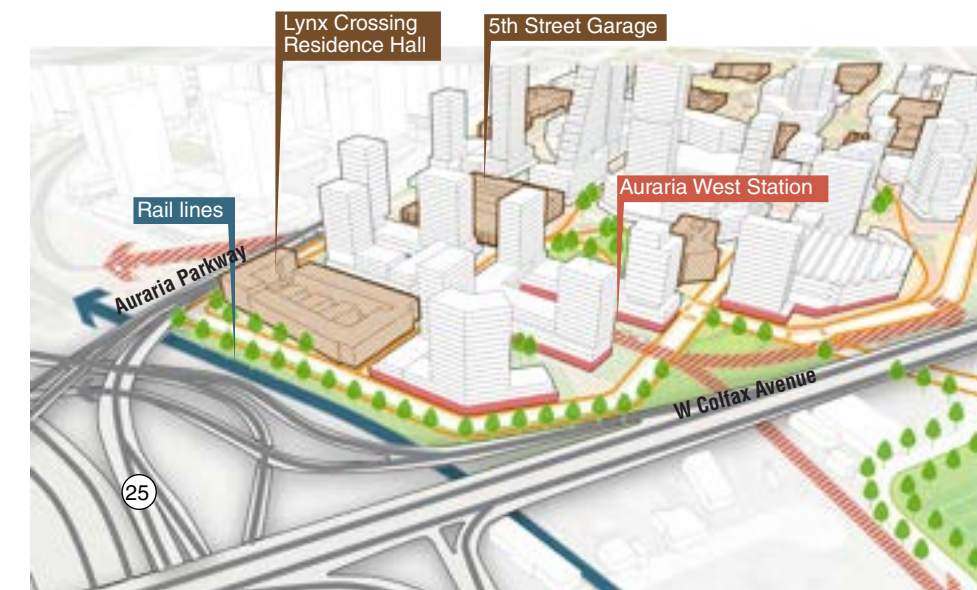 Lynx Crossing
Residence Hall
5th Street Garage
Auraria West Station
Rail lines
Auraria Parkway
W Colfax Avenue
25